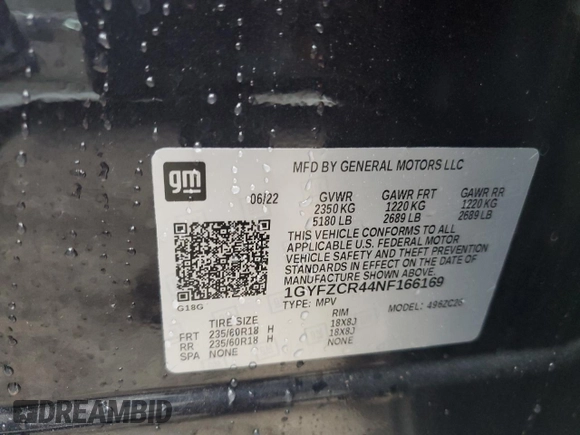 MFD BY GENERAL MOTORS LLC
gm
06/22 GVWR GAWR FRT GAWR RR
2350 KG 1220 KG 1220 KG
5180 LB 2689 LB 2689 LB
THIS VEHICLE CONFORMS TO ALL
APPLICABLE U.S. FEDERAL MOTOR
VEHICLE SAFETY AND THEFT PREVENTION
STANDARDS IN EFFECT ON THE DATE OF
MANUFACTURE SHOWN ABOVE.
1GYFZCR44NF166169
TYPE: MPV MODEL:
G18G
TIRE SIZE RIM
FRT 235/60R18 H 18X8J
RR 235/60R18 H 18X8J
SPA NONE NONE
DREAMBID